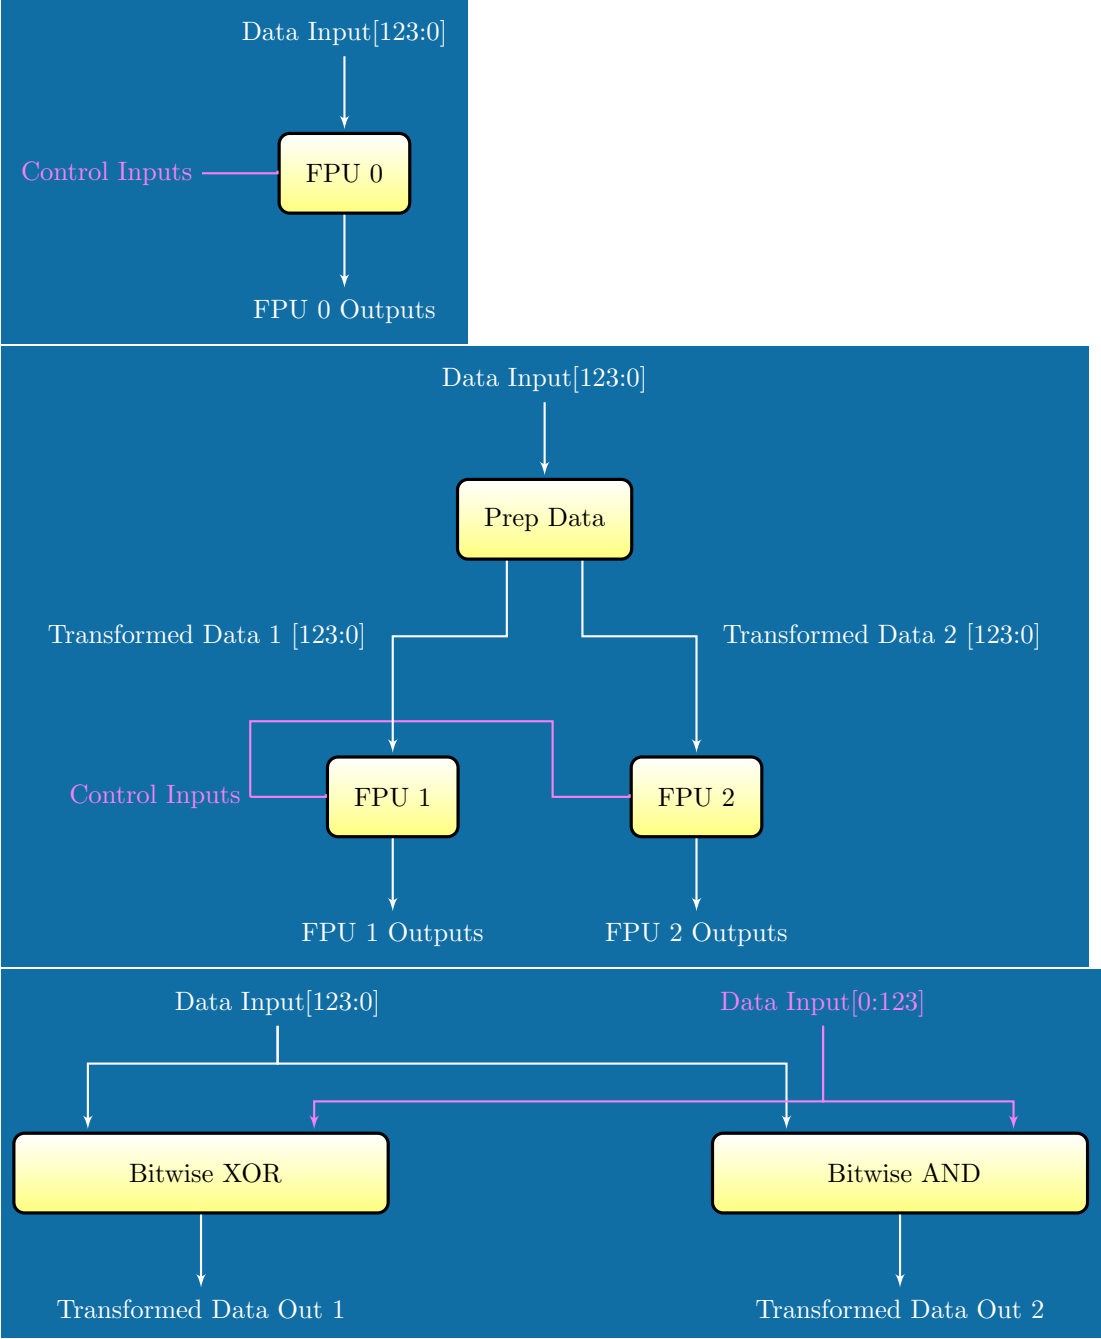 Data Input[123:0]
Control Inputs
FPU 0
FPU 0 Outputs
Data Input[123:0]
Prep Data
Transformed Data 1 [123:0]
Transformed Data 2 [123:0]
Control Inputs
FPU 1
FPU 2
FPU 1 Outputs
FPU 2 Outputs
Data Input[123:0]
Data Input[0:123]
Bitwise XOR
Bitwise AND
Transformed Data Out 1
Transformed Data Out 2